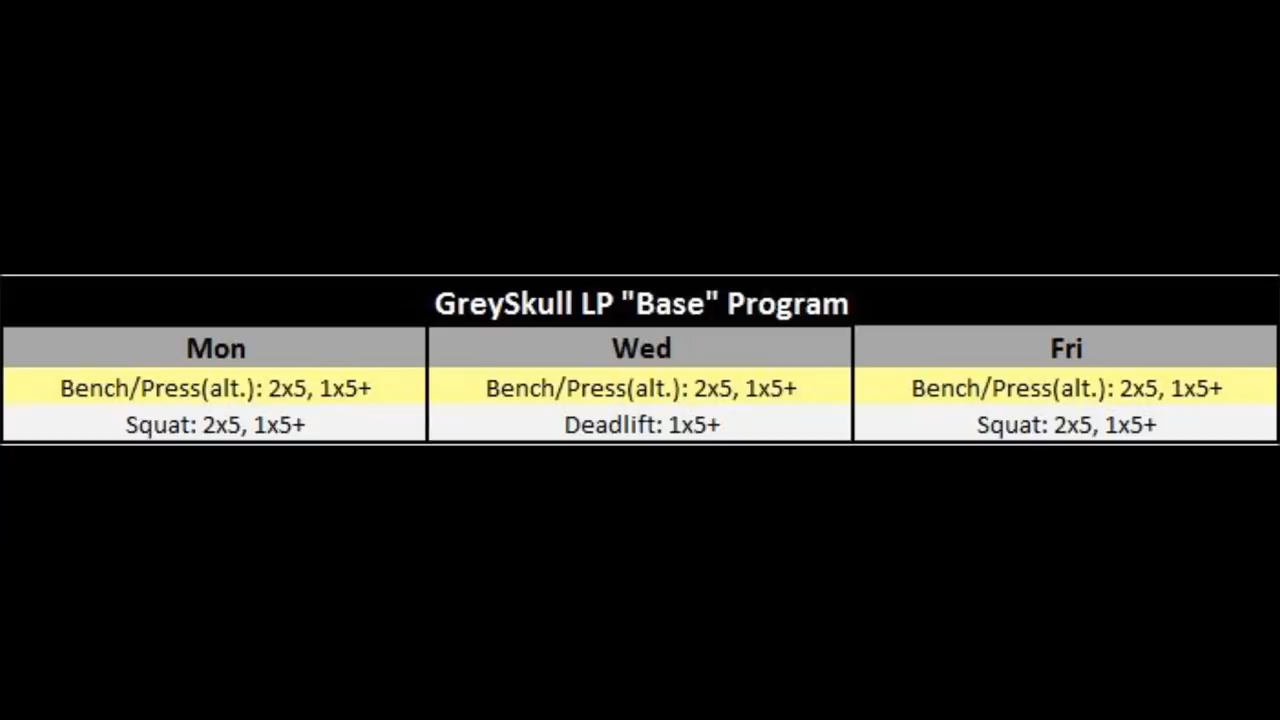 GreySkull LP "Base" Program
Mon Wed Fri
Bench/Press(alt.): 2x5, 1x5+ Bench/Press(alt.): 2x5, 1x5+ Bench/Press(alt.): 2x5, 1x5+
Squat: 2x5, 1x5+ Deadlift: 1x5+ Squat: 2x5, 1x5+